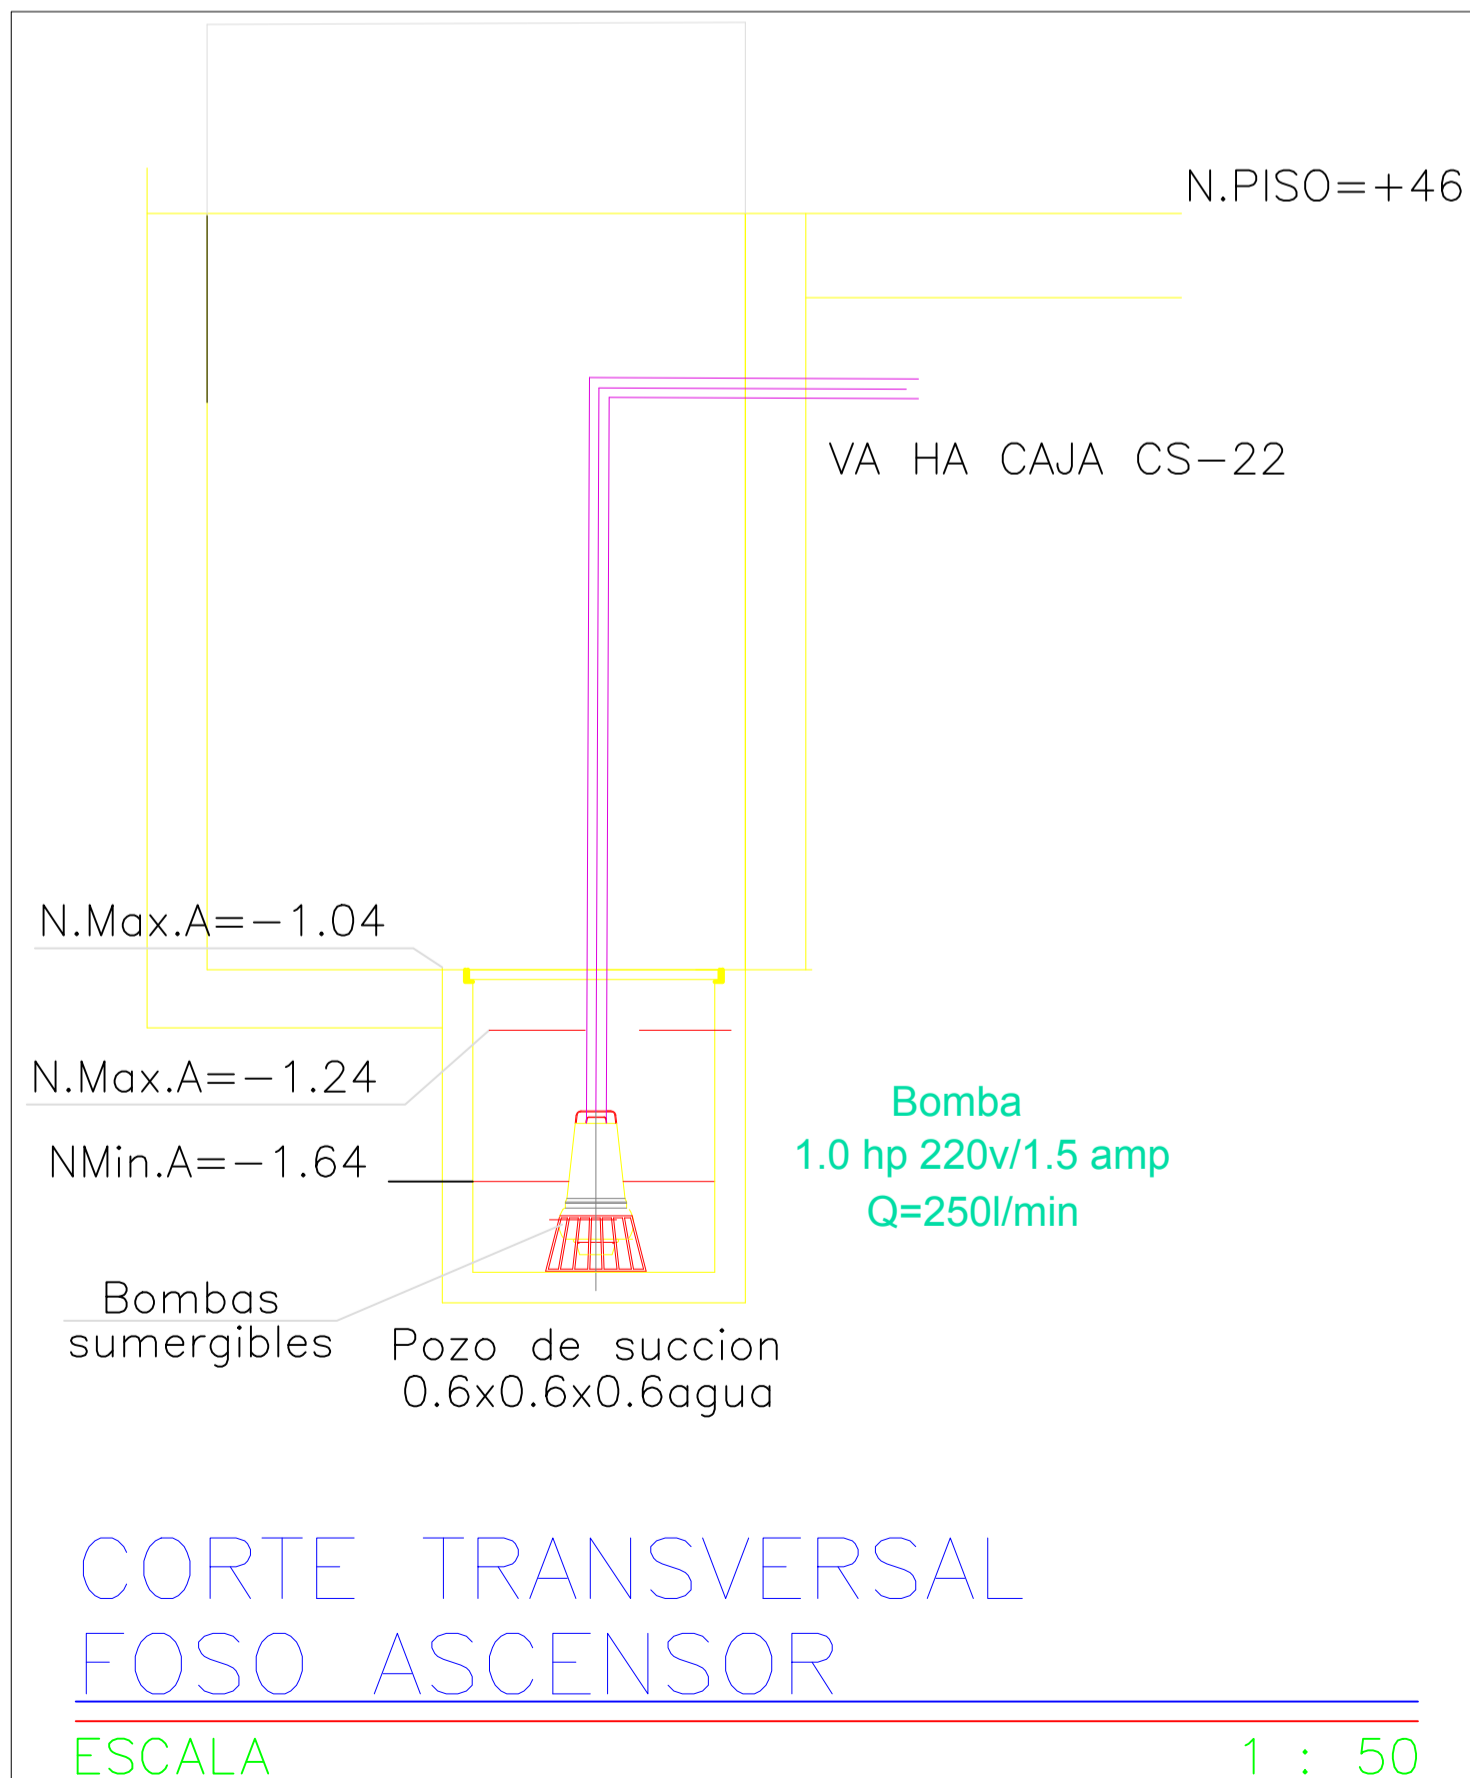 N.PISO=+46
VA HA CAJA CS-22
N.Max.A=-1.04
N.Max.A=-1.24
NMin.A=-1.64
Bomba
1.0 hp 220v/1.5 amp
Q=250l/min
Bombas
sumergibles
Pozo de succion
0.6x0.6x0.6agua
CORTE TRANSVERSAL
FOSO ASCENSOR
ESCALA 1 : 50